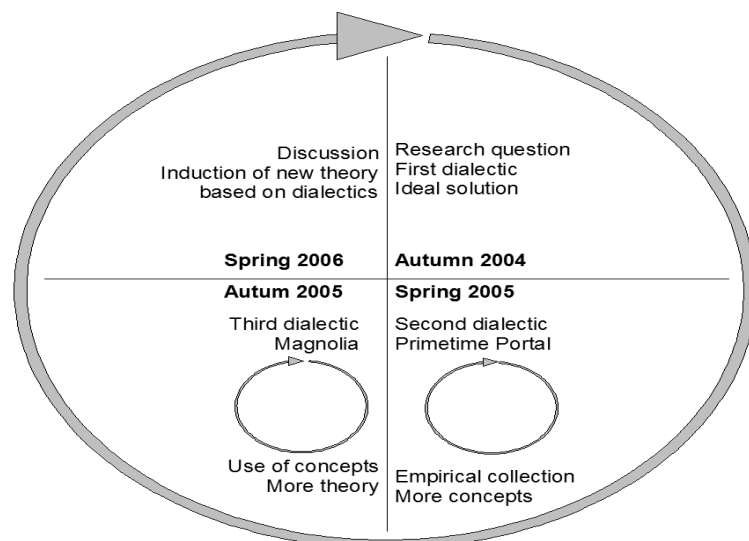 Discussion
Induction of new theory
based on dialectics
Research question
First dialectic
Ideal solution
Spring 2006
Autumn 2004
Autum 2005
Spring 2005
Third dialectic
Magnolia
Second dialectic
Primetime Portal
Use of concepts
More theory
Empirical collection
More concepts